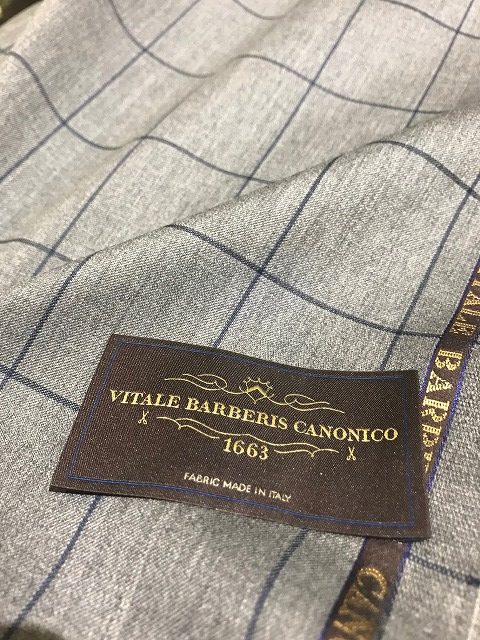 VITALE BARBERIS CANONICO
1663
FABRIC MADE IN ITALY